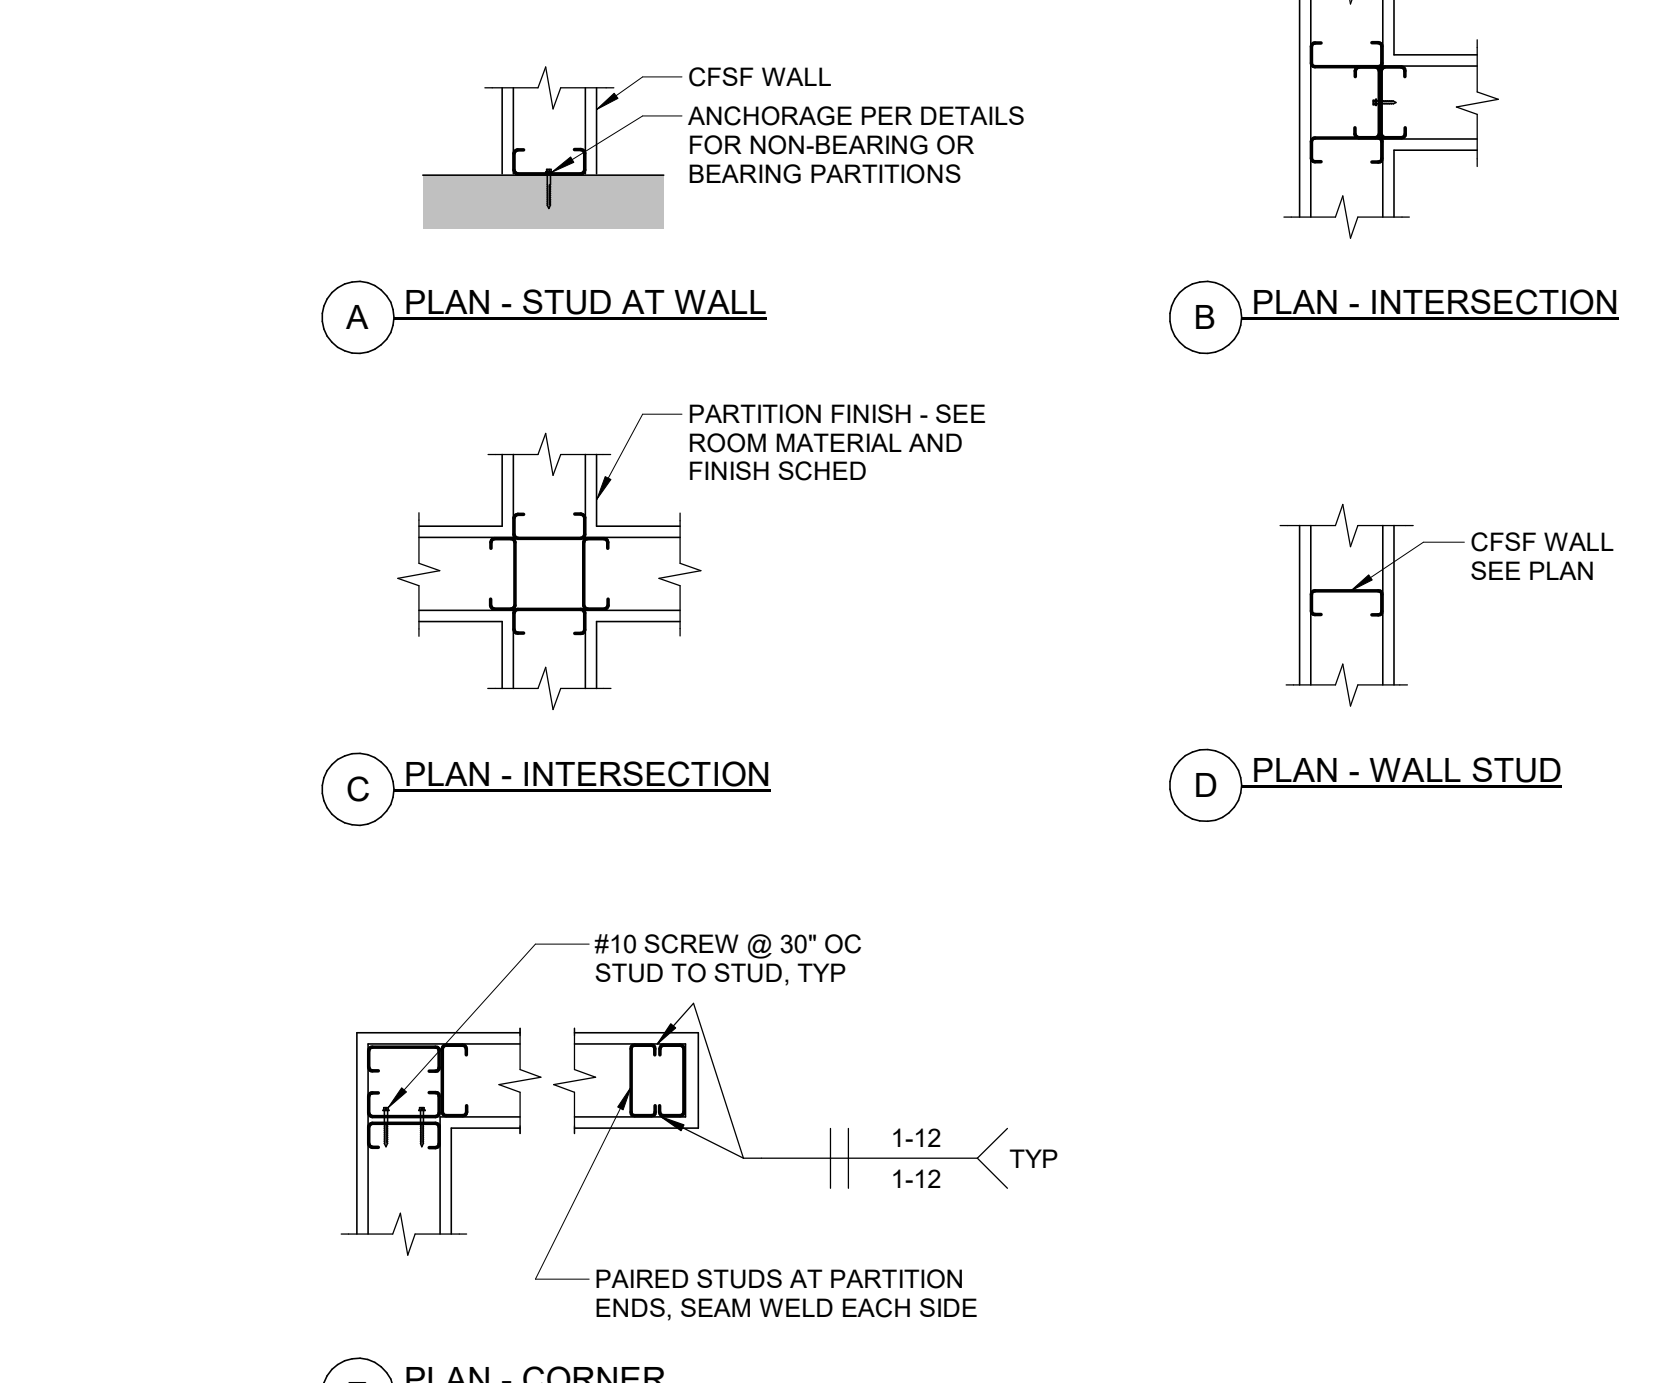 CFSF WALL
ANCHORAGE PER DETAILS
FOR NON-BEARING OR
BEARING PARTITIONS
A PLAN - STUD AT WALL
B PLAN - INTERSECTION
PARTITION FINISH - SEE
ROOM MATERIAL AND
FINISH SCHED
C PLAN - INTERSECTION
CFSF WALL
SEE PLAN
D PLAN - WALL STUD
#10 SCREW @ 30" OC
STUD TO STUD, TYP
1-12
1-12
TYP
PAIRED STUDS AT PARTITION
ENDS, SEAM WELD EACH SIDE
PLAN - CORNER